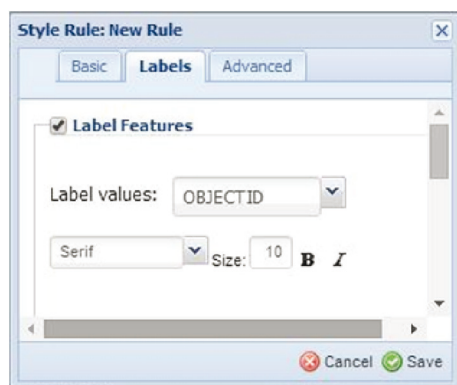 Style Rule: New Rule
Basic Labels Advanced
Label Features
Label values: OBJECTID
Serif Size: 10 B I
Cancel Save